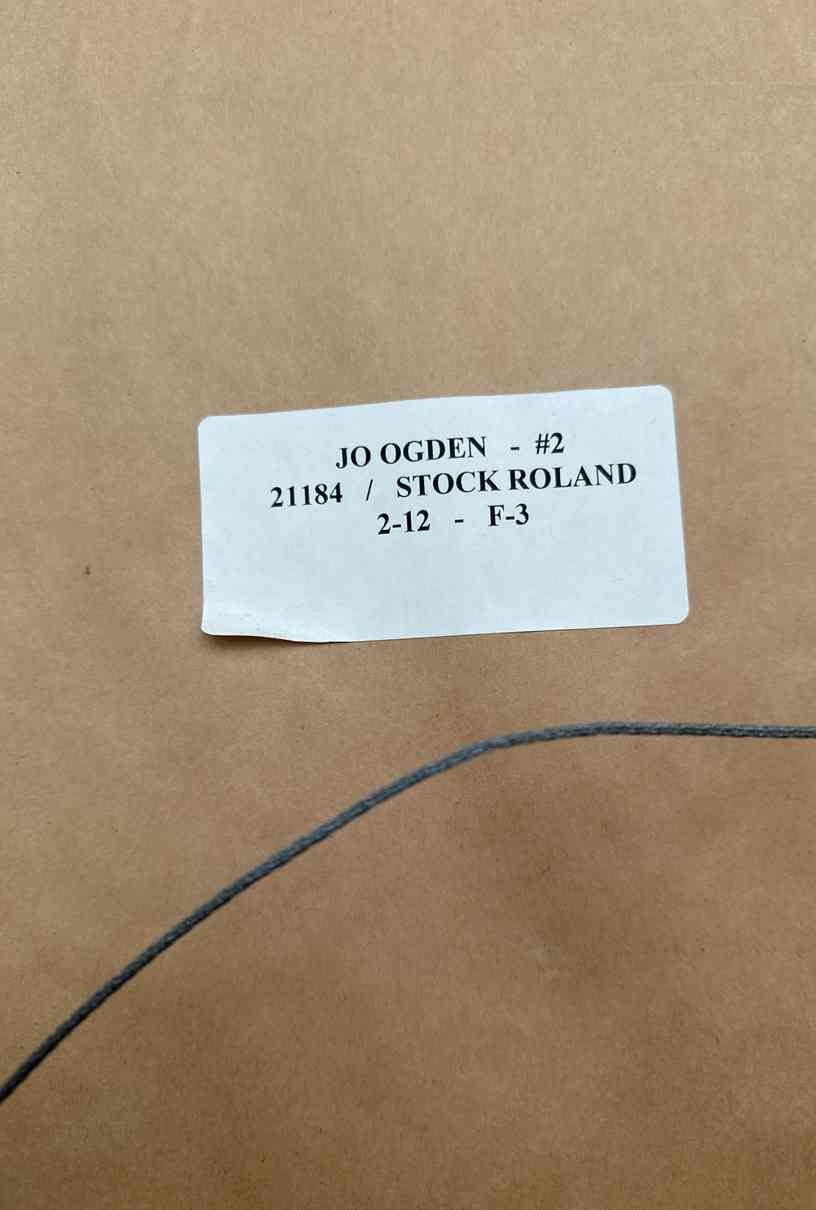 JO OGDEN - #2
21184 / STOCK ROLAND
2-12 - F-3